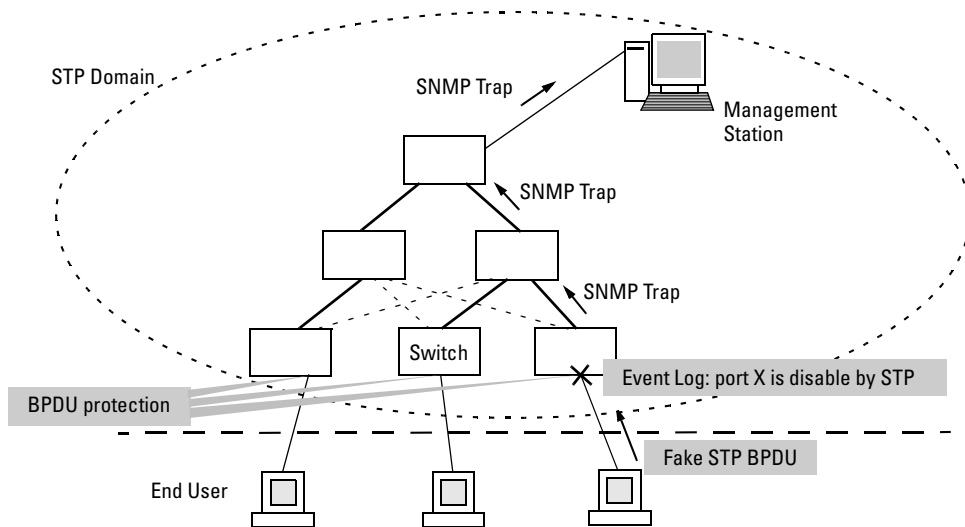 STP Domain
SNMP Trap
Management
Station
SNMP Trap
SNMP Trap
Switch
Event Log: port X is disable by STP
BPDU protection
Fake STP BPDU
End User